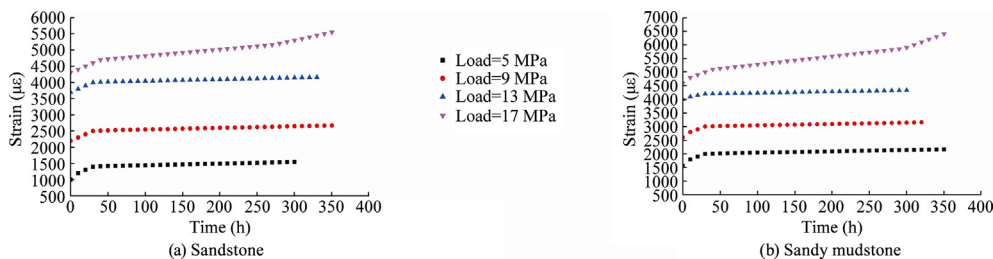 6000
5500
5000
4500
4000
3500
3000
2500
2000
1500
1000
500
Strain (με)
0 50 100 150 200 250 300 350 400
Time (h)
(a) Sandstone
Load=5 MPa
Load=9 MPa
Load=13 MPa
Load=17 MPa
7000
6500
6000
5500
5000
4500
4000
3500
3000
2500
2000
1500
1000
500
Strain (με)
0 50 100 150 200 250 300 350 400
Time (h)
(b) Sandy mudstone